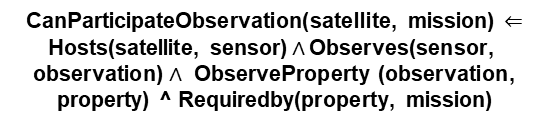 CanParticipateObservation(satellite, mission) ⇐
Hosts(satellite, sensor) ∧Observes(sensor,
observation) ∧ ObserveProperty (observation,
property) ^ Requiredby(property, mission)